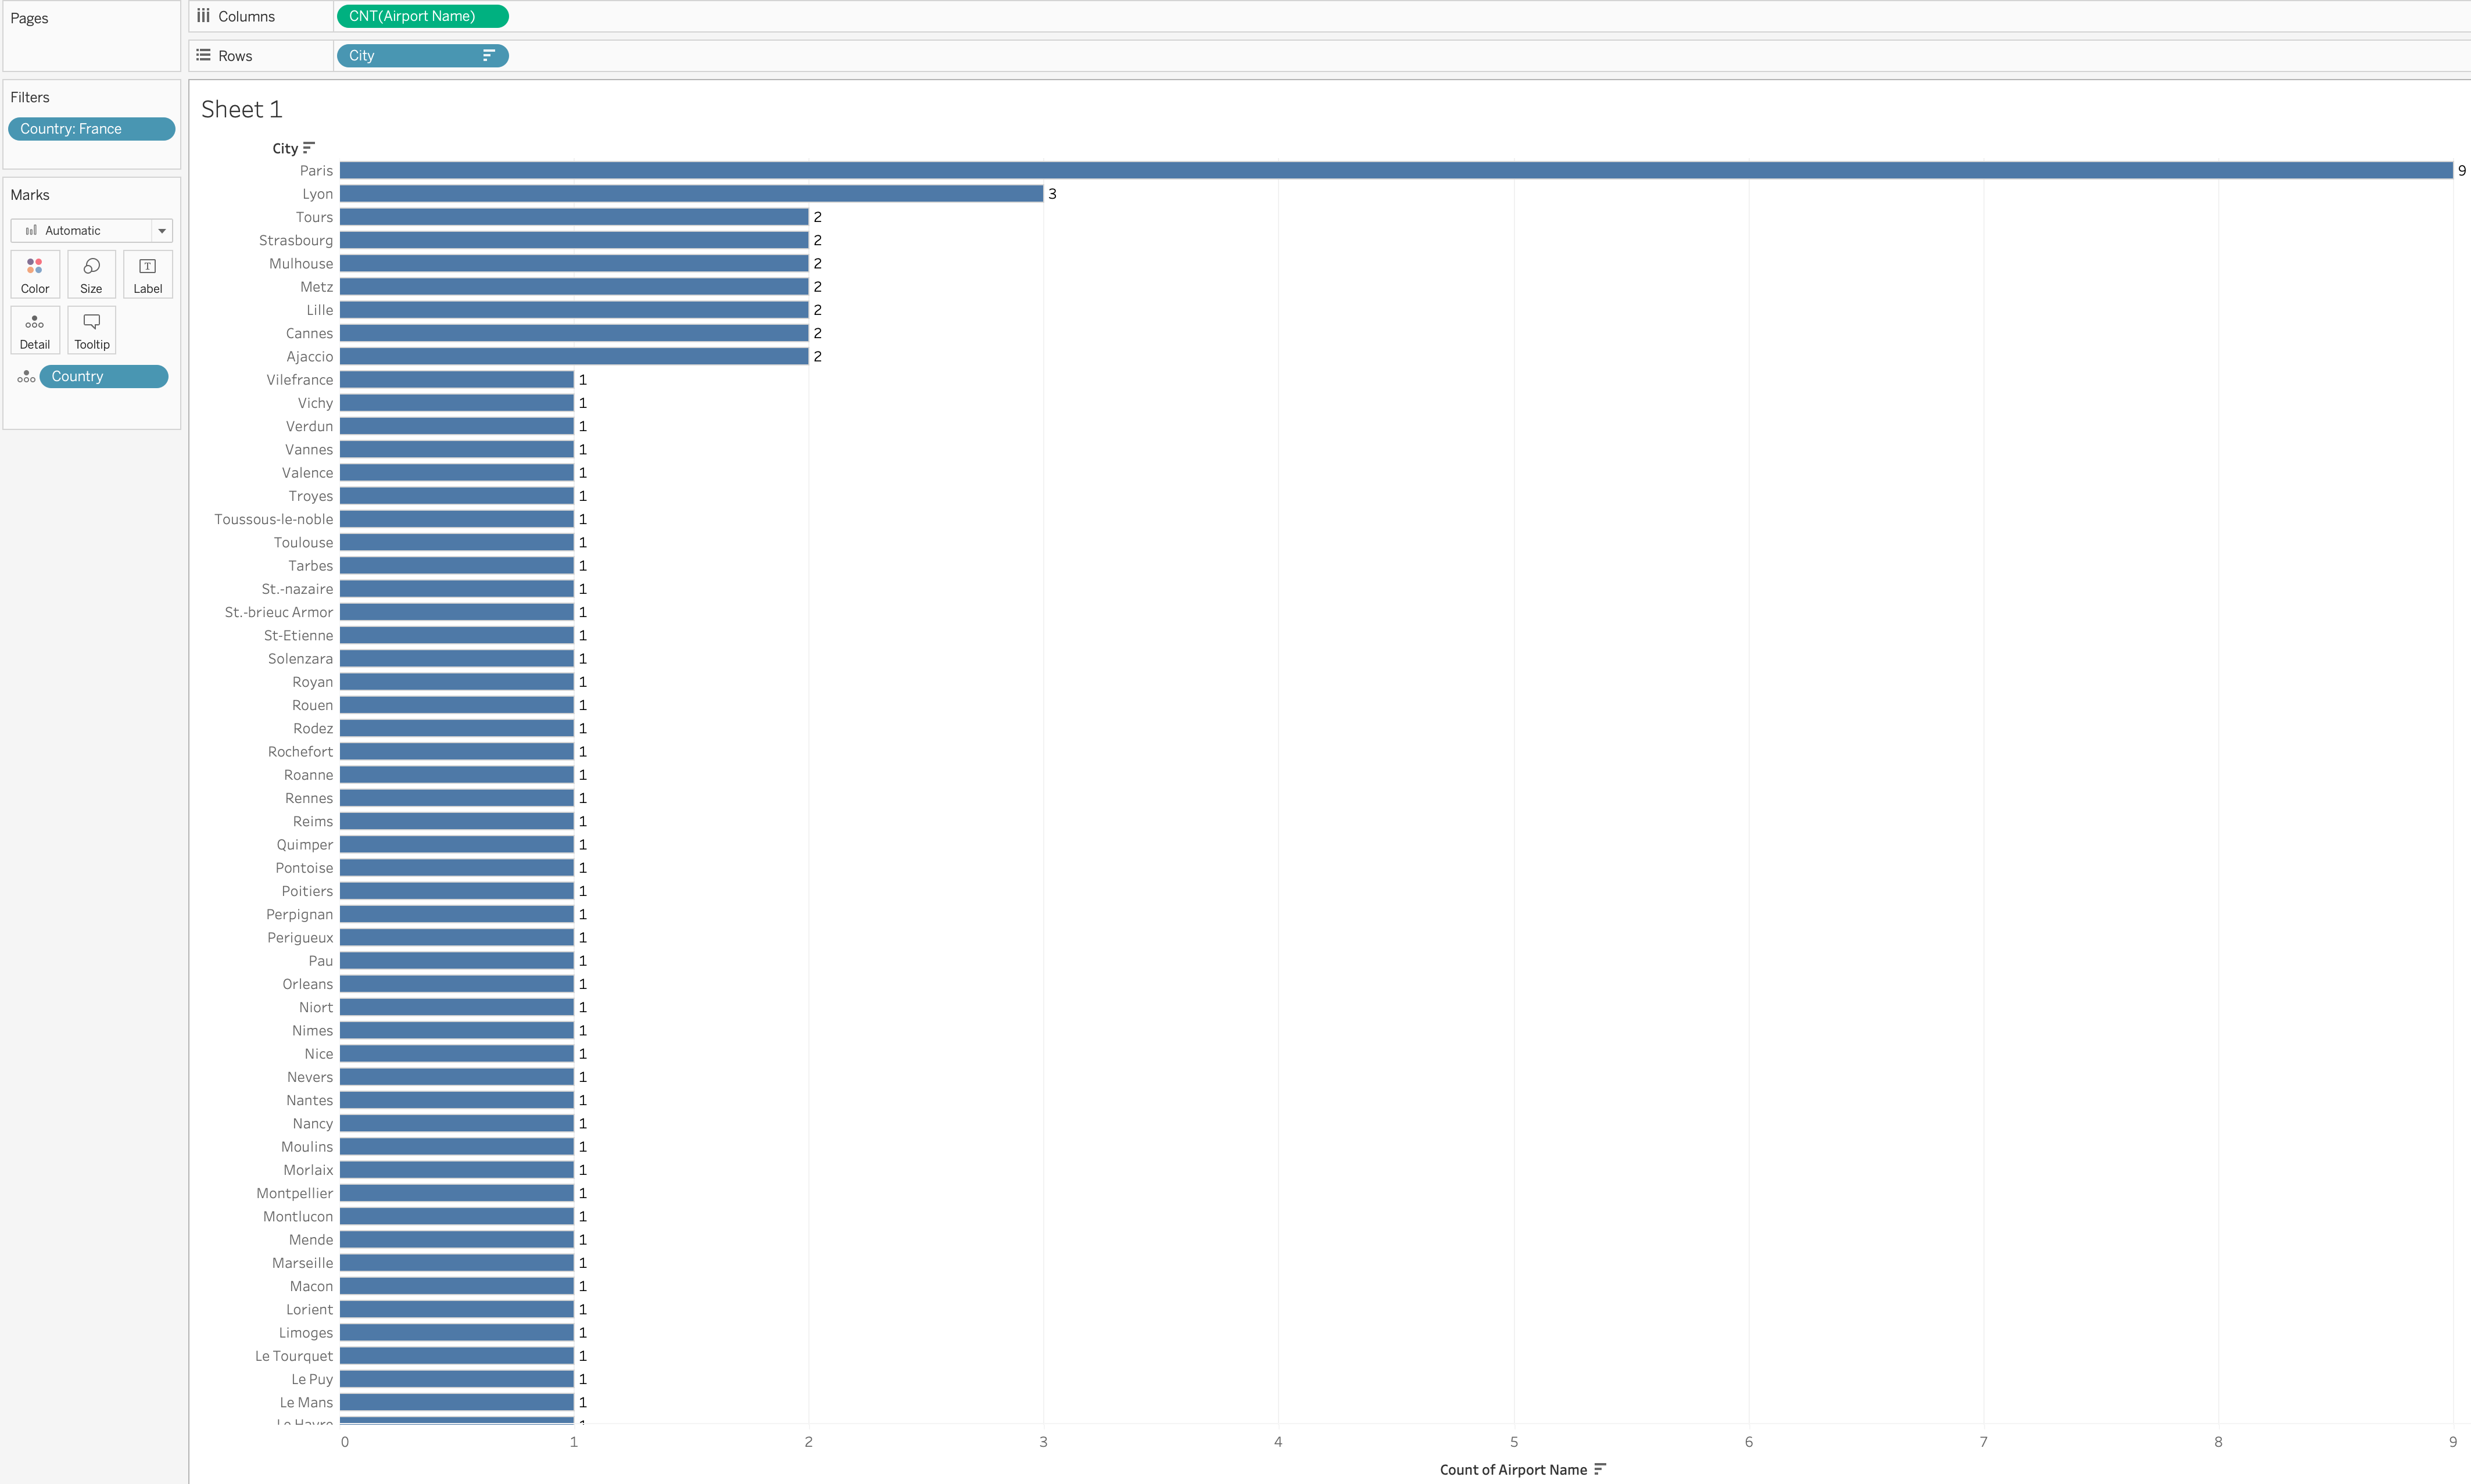 Pages
Columns
CNT(Airport Name)
Rows
City
Filters
Country: France
Marks
Automatic
Color
Size
T
Label
Detail
Tooltip
Country
Sheet 1
City
Paris 9
Lyon 3
Tours 2
Strasbourg 2
Mulhouse 2
Metz 2
Lille 2
Cannes 2
Ajaccio 2
Vilefrance 1
Vichy 1
Verdun 1
Vannes 1
Valence 1
Troyes 1
Toussous-le-noble 1
Toulouse 1
Tarbes 1
St.-nazaire 1
St.-brieuc Armor 1
St-Etienne 1
Solenzara 1
Royan 1
Rouen 1
Rodez 1
Rochefort 1
Roanne 1
Rennes 1
Reims 1
Quimper 1
Pontoise 1
Poitiers 1
Perpignan 1
Perigueux 1
Pau 1
Orleans 1
Niort 1
Nimes 1
Nice 1
Nevers 1
Nantes 1
Nancy 1
Moulins 1
Morlaix 1
Montpellier 1
Montlucon 1
Mende 1
Marseille 1
Macon 1
Lorient 1
Limoges 1
Le Tourquet 1
Le Puy 1
Le Mans 1
Le Havre 1
0 1 2 3 4 5 6 7 8 9
Count of Airport Name